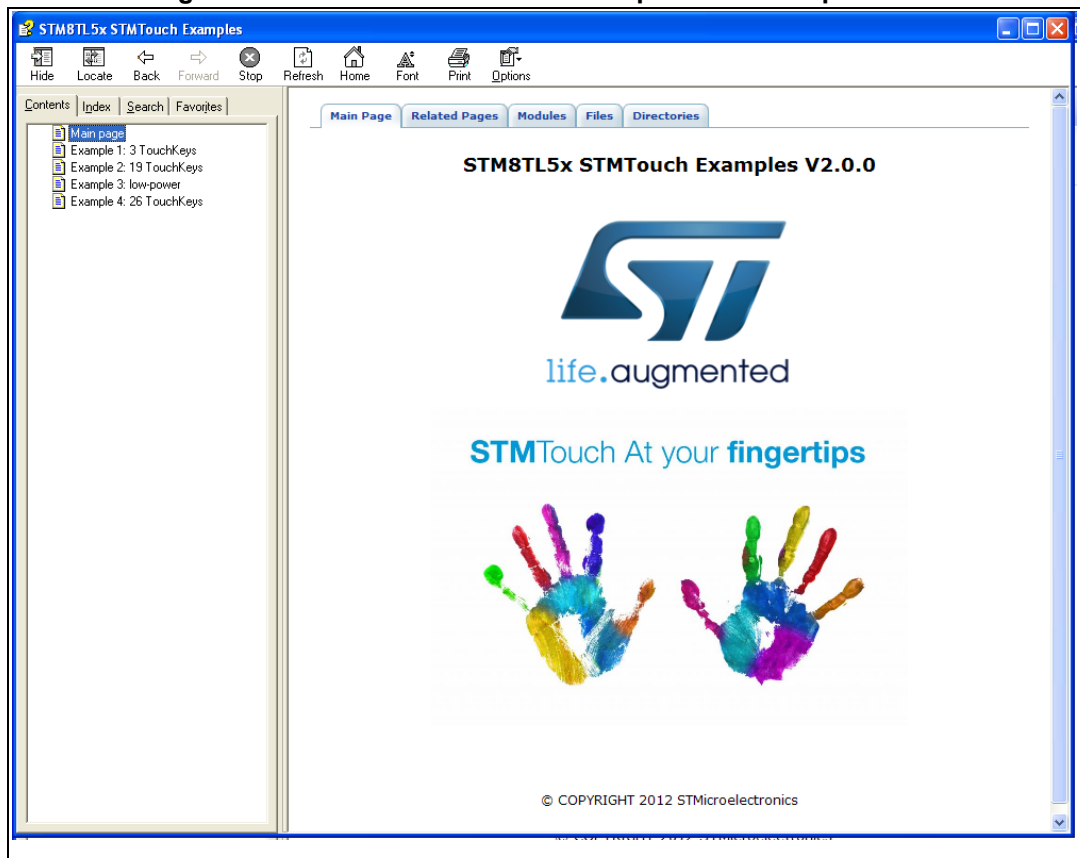 STM8TL5x STMTouch Examples
Hide Locate Back Forward Stop Refresh Home Font Print Options
Contents Index Search Favorites
Main page
Example 1: 3 TouchKeys
Example 2: 19 TouchKeys
Example 3: low-power
Example 4: 26 TouchKeys
Main Page Related Pages Modules Files Directories
STM8TL5x STMTouch Examples V2.0.0
ST
life.augmented
STMTouch At your fingertips
© COPYRIGHT 2012 STMicroelectronics